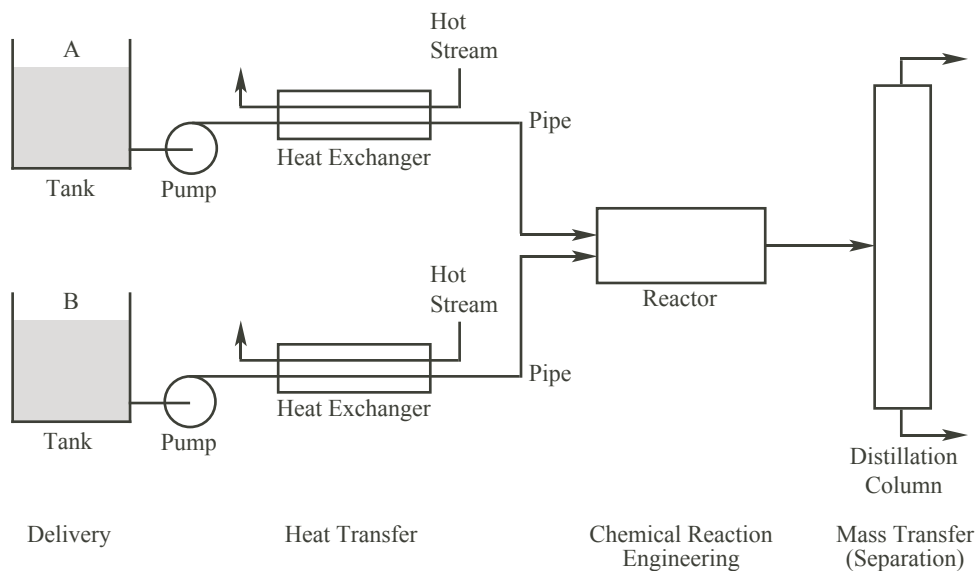 A
Hot
Stream
Pipe
Heat Exchanger
Tank
Pump
B
Hot
Stream
Reactor
Pipe
Heat Exchanger
Tank
Pump
Distillation
Column
Delivery
Heat Transfer
Chemical Reaction
Engineering
Mass Transfer
(Separation)